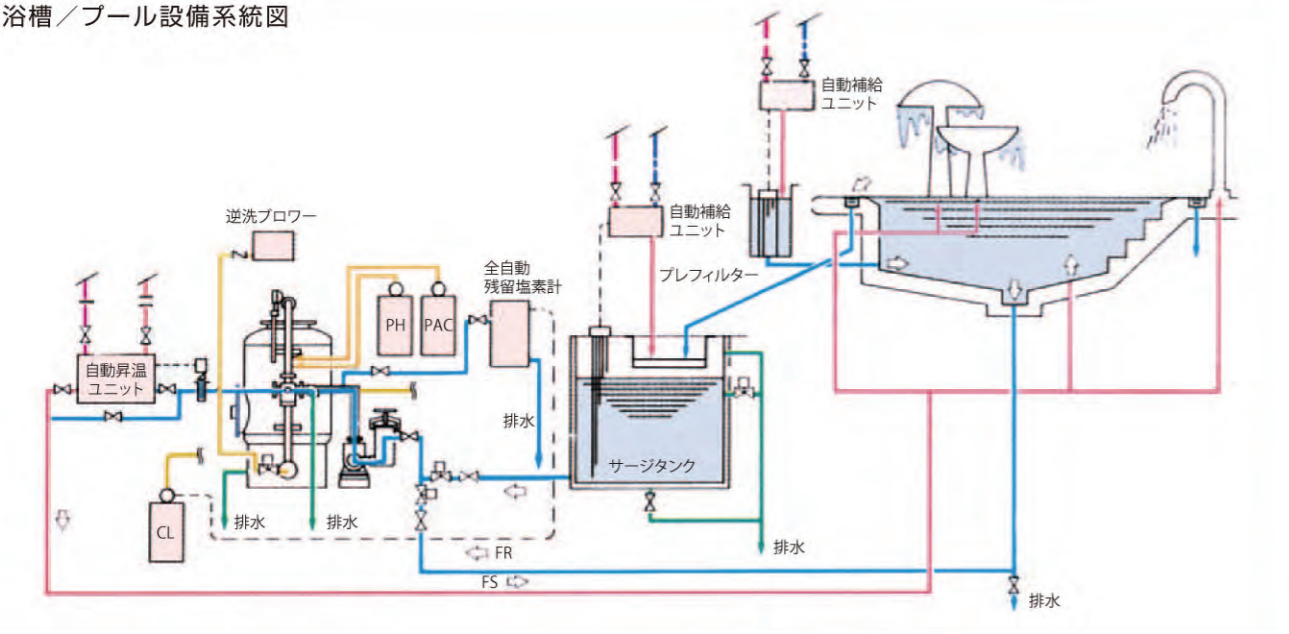 浴槽／プール設備系統図
自動補給
ユニット
自動補給
ユニット
逆洗ブロワー
全自動
残留塩素計
プレフィルター
PH
PAC
自動昇温
ユニット
排水
サージタンク
CL
排水
排水
排水
FR
FS
排水